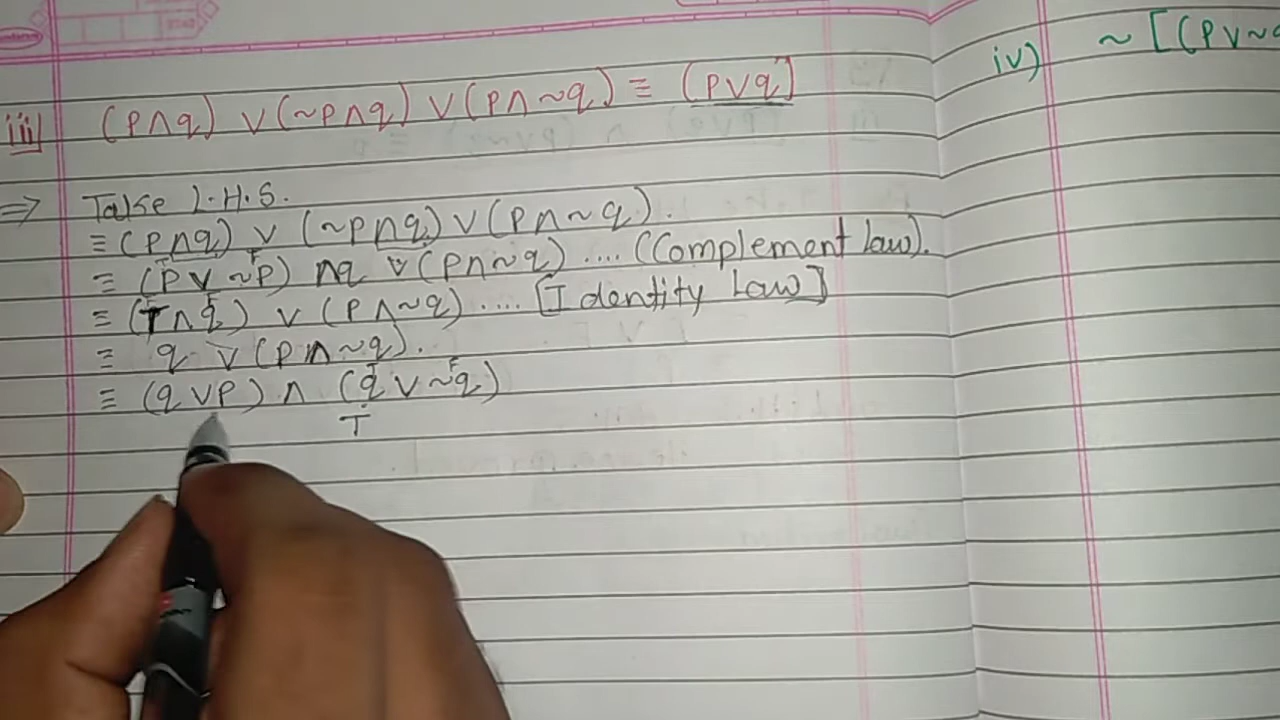 iii) (p∧q) ∨ (~p∧q) ∨ (p∧~q) ≡ (p∨q)
iv) ~ [(p∨~q
⇒ Take L.H.S.
≡ (p∧q) ∨ (~p∧q) ∨ (p∧~q).
≡ (p∨~p) ∧q ∨ (p∧~q) .... (Complement law).
≡ (T∧q) ∨ (p∧~q) .... [Identity Law]
≡ q ∨ (p∧~q).
≡ (q∨p) ∧ (q∨~q)
T